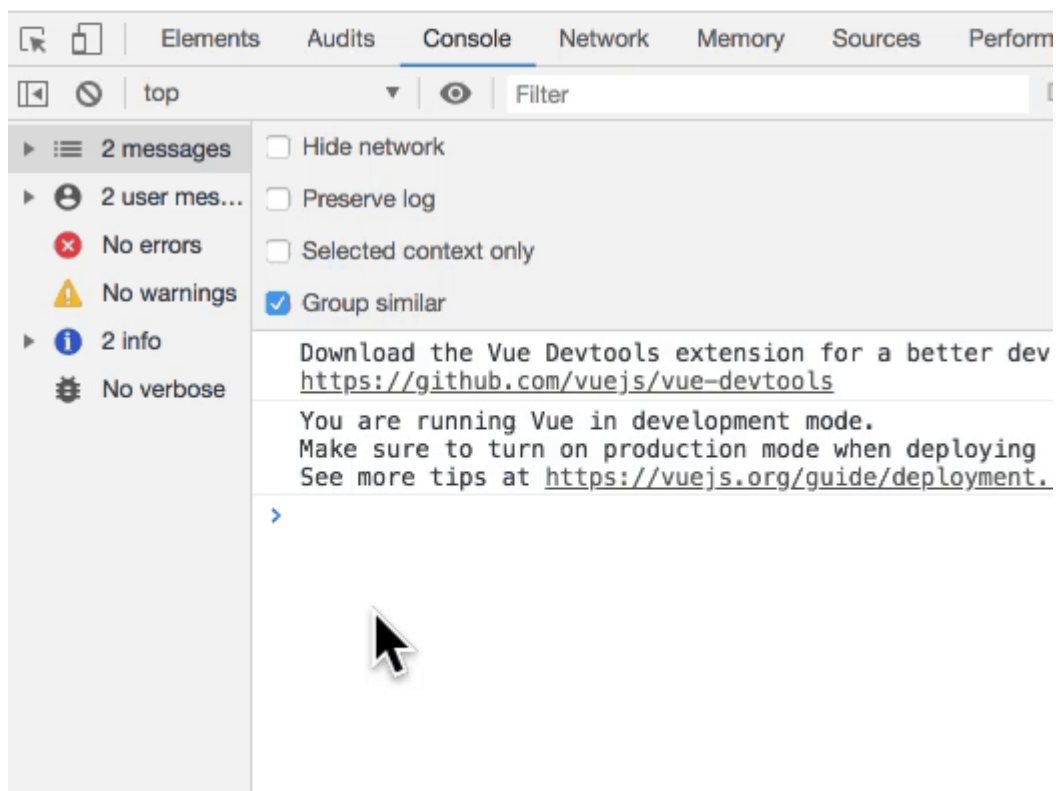 Elements Audits Console Network Memory Sources Perform
top Filter
2 messages
2 user mes...
No errors
No warnings
2 info
No verbose
Hide network
Preserve log
Selected context only
Group similar
Download the Vue Devtools extension for a better dev
https://github.com/vuejs/vue-devtools
You are running Vue in development mode.
Make sure to turn on production mode when deploying
See more tips at https://vuejs.org/guide/deployment.